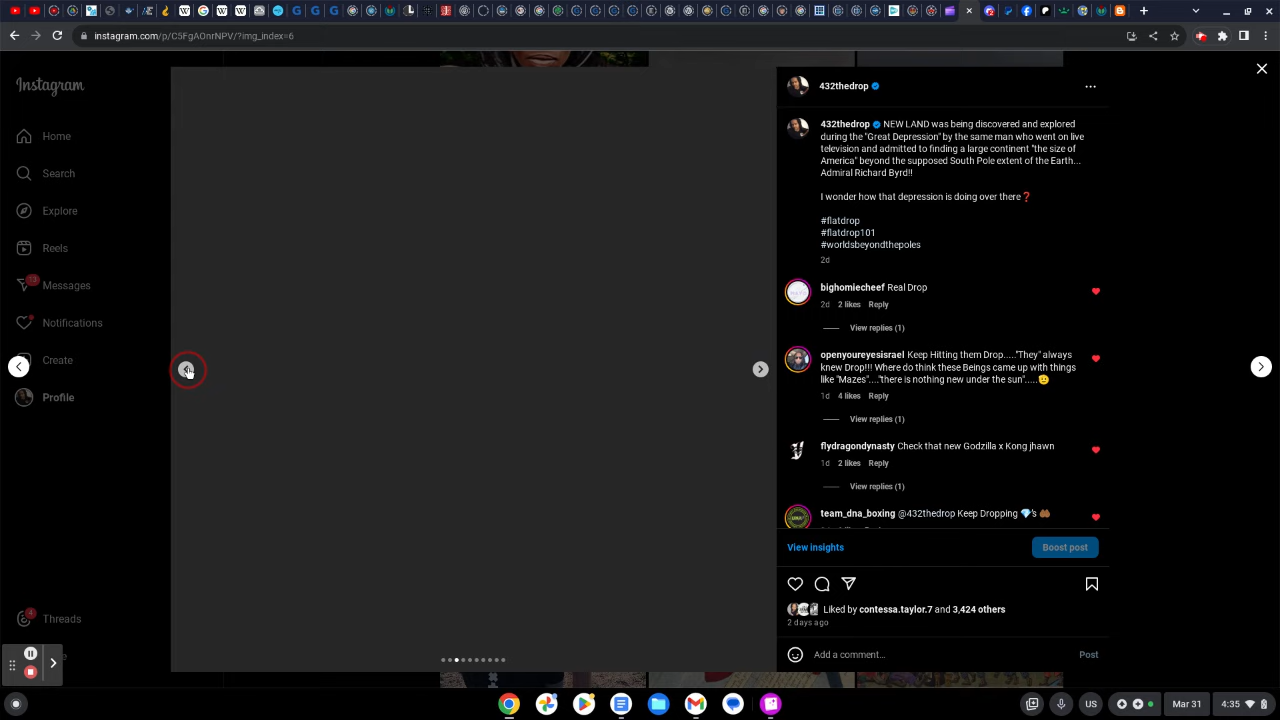 instagram.com/p/C5FgAOnrNPV/?img_index=6
Instagram
Home
Search
Explore
Reels
13
Messages
Notifications
Create
Profile
4
Threads
432thedrop
432thedrop NEW LAND was being discovered and explored
during the "Great Depression" by the same man who went on live
television and admitted to finding a large continent "the size of
America" beyond the supposed South Pole extent of the Earth...
Admiral Richard Byrd!!
I wonder how that depression is doing over there❓
#flatdrop
#flatdrop101
#worldsbeyondthepoles
2d
bighomiecheef Real Drop
2d 2 likes Reply
View replies (1)
openyoureyesisrael Keep Hitting them Drop....."They" always
knew Drop!!! Where do think these Beings came up with things
like "Mazes"...."there is nothing new under the sun".....🫡
1d 4 likes Reply
View replies (1)
flydragondynasty Check that new Godzilla x Kong jhawn
1d 2 likes Reply
View replies (1)
team_dna_boxing @432thedrop Keep Dropping 💎's 🤲🏾
View insights
Boost post
Liked by contessa.taylor.7 and 3,424 others
2 days ago
Add a comment...
Post
US
Mar 31
4:35